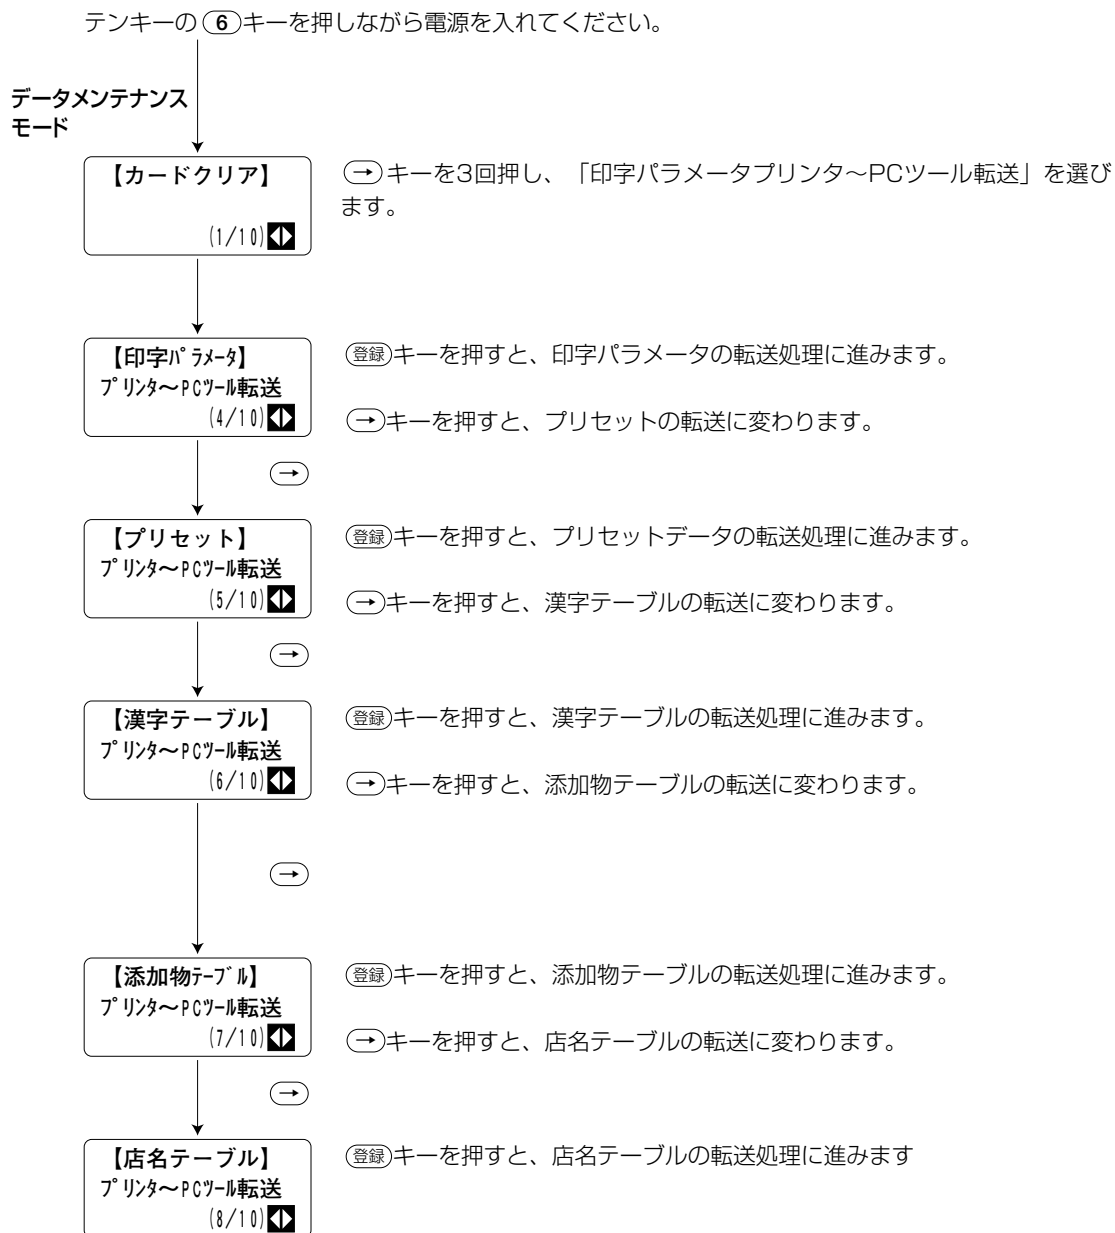 テンキーの 6 キーを押しながら電源を入れてください。
データメンテナンス
モード
【カードクリア】
(1/10)
→ キーを3回押し、「印字パラメータプリンタ～PCツール転送」を選び
ます。
【印字ﾊﾟﾗﾒｰﾀ】
ﾌﾟﾘﾝﾀ～PCﾂｰﾙ転送
(4/10)
登録キーを押すと、印字パラメータの転送処理に進みます。
→キーを押すと、プリセットの転送に変わります。
→
【プリセット】
ﾌﾟﾘﾝﾀ～PCﾂｰﾙ転送
(5/10)
登録キーを押すと、プリセットデータの転送処理に進みます。
→キーを押すと、漢字テーブルの転送に変わります。
→
【漢字テーブル】
ﾌﾟﾘﾝﾀ～PCﾂｰﾙ転送
(6/10)
登録キーを押すと、漢字テーブルの転送処理に進みます。
→キーを押すと、添加物テーブルの転送に変わります。
→
【添加物ﾃｰﾌﾞﾙ】
ﾌﾟﾘﾝﾀ～PCﾂｰﾙ転送
(7/10)
登録キーを押すと、添加物テーブルの転送処理に進みます。
→キーを押すと、店名テーブルの転送に変わります。
→
【店名テーブル】
ﾌﾟﾘﾝﾀ～PCﾂｰﾙ転送
(8/10)
登録キーを押すと、店名テーブルの転送処理に進みます